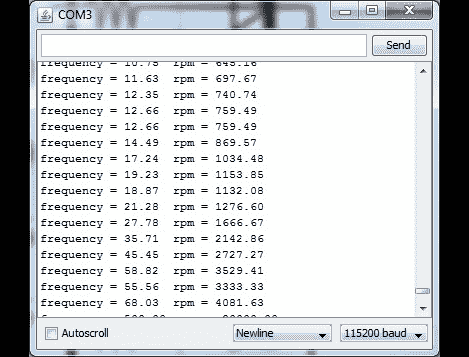 COM3
Send
frequency = 10.75 rpm = 645.16
frequency = 11.63 rpm = 697.67
frequency = 12.35 rpm = 740.74
frequency = 12.66 rpm = 759.49
frequency = 12.66 rpm = 759.49
frequency = 14.49 rpm = 869.57
frequency = 17.24 rpm = 1034.48
frequency = 19.23 rpm = 1153.85
frequency = 18.87 rpm = 1132.08
frequency = 21.28 rpm = 1276.60
frequency = 27.78 rpm = 1666.67
frequency = 35.71 rpm = 2142.86
frequency = 45.45 rpm = 2727.27
frequency = 58.82 rpm = 3529.41
frequency = 55.56 rpm = 3333.33
frequency = 68.03 rpm = 4081.63
Autoscroll Newline 115200 baud